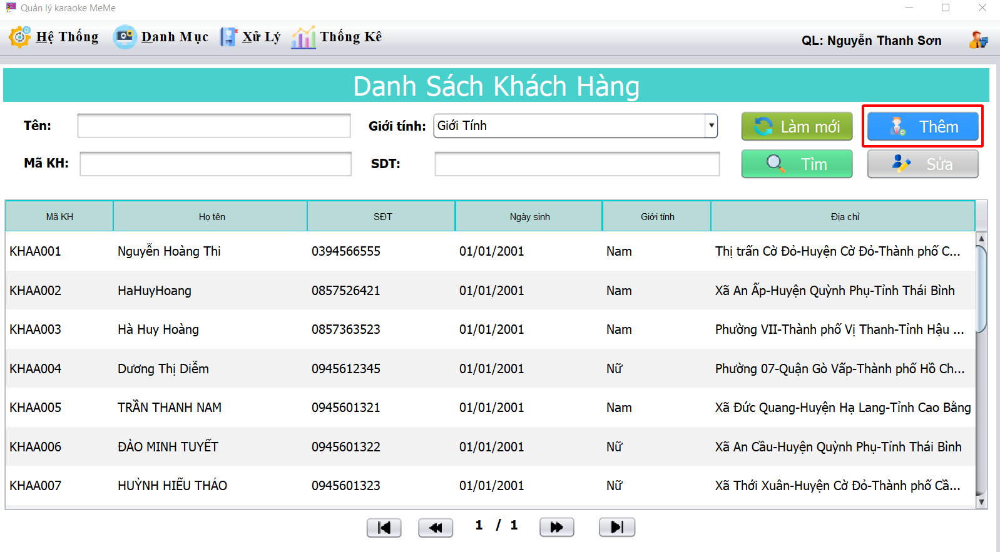 Quản lý karaoke MeMe
Hệ Thống Danh Mục Xử Lý Thống Kê QL: Nguyễn Thanh Sơn
Danh Sách Khách Hàng
Tên: Giới tính: Giới Tính Làm mới Thêm
Mã KH: SDT: Tìm Sửa
Mã KH Họ tên SĐT Ngày sinh Giới tính Địa chỉ
KHAA001 Nguyễn Hoàng Thi 0394566555 01/01/2001 Nam Thị trấn Cờ Đỏ-Huyện Cờ Đỏ-Thành phố C...
KHAA002 HaHuyHoang 0857526421 01/01/2001 Nam Xã An Ấp-Huyện Quỳnh Phụ-Tỉnh Thái Bình
KHAA003 Hà Huy Hoàng 0857363523 01/01/2001 Nam Phường VII-Thành phố Vị Thanh-Tỉnh Hậu ...
KHAA004 Dương Thị Diễm 0945612345 01/01/2001 Nữ Phường 07-Quận Gò Vấp-Thành phố Hồ Ch...
KHAA005 TRẦN THANH NAM 0945601321 01/01/2001 Nam Xã Đức Quang-Huyện Hạ Lang-Tỉnh Cao Bằng
KHAA006 ĐÀO MINH TUYẾT 0945601322 01/01/2001 Nữ Xã An Cầu-Huyện Quỳnh Phụ-Tỉnh Thái Bình
KHAA007 HUỲNH HIẾU THẢO 0945601323 01/01/2001 Nữ Xã Thới Xuân-Huyện Cờ Đỏ-Thành phố Cầ...
1 / 1